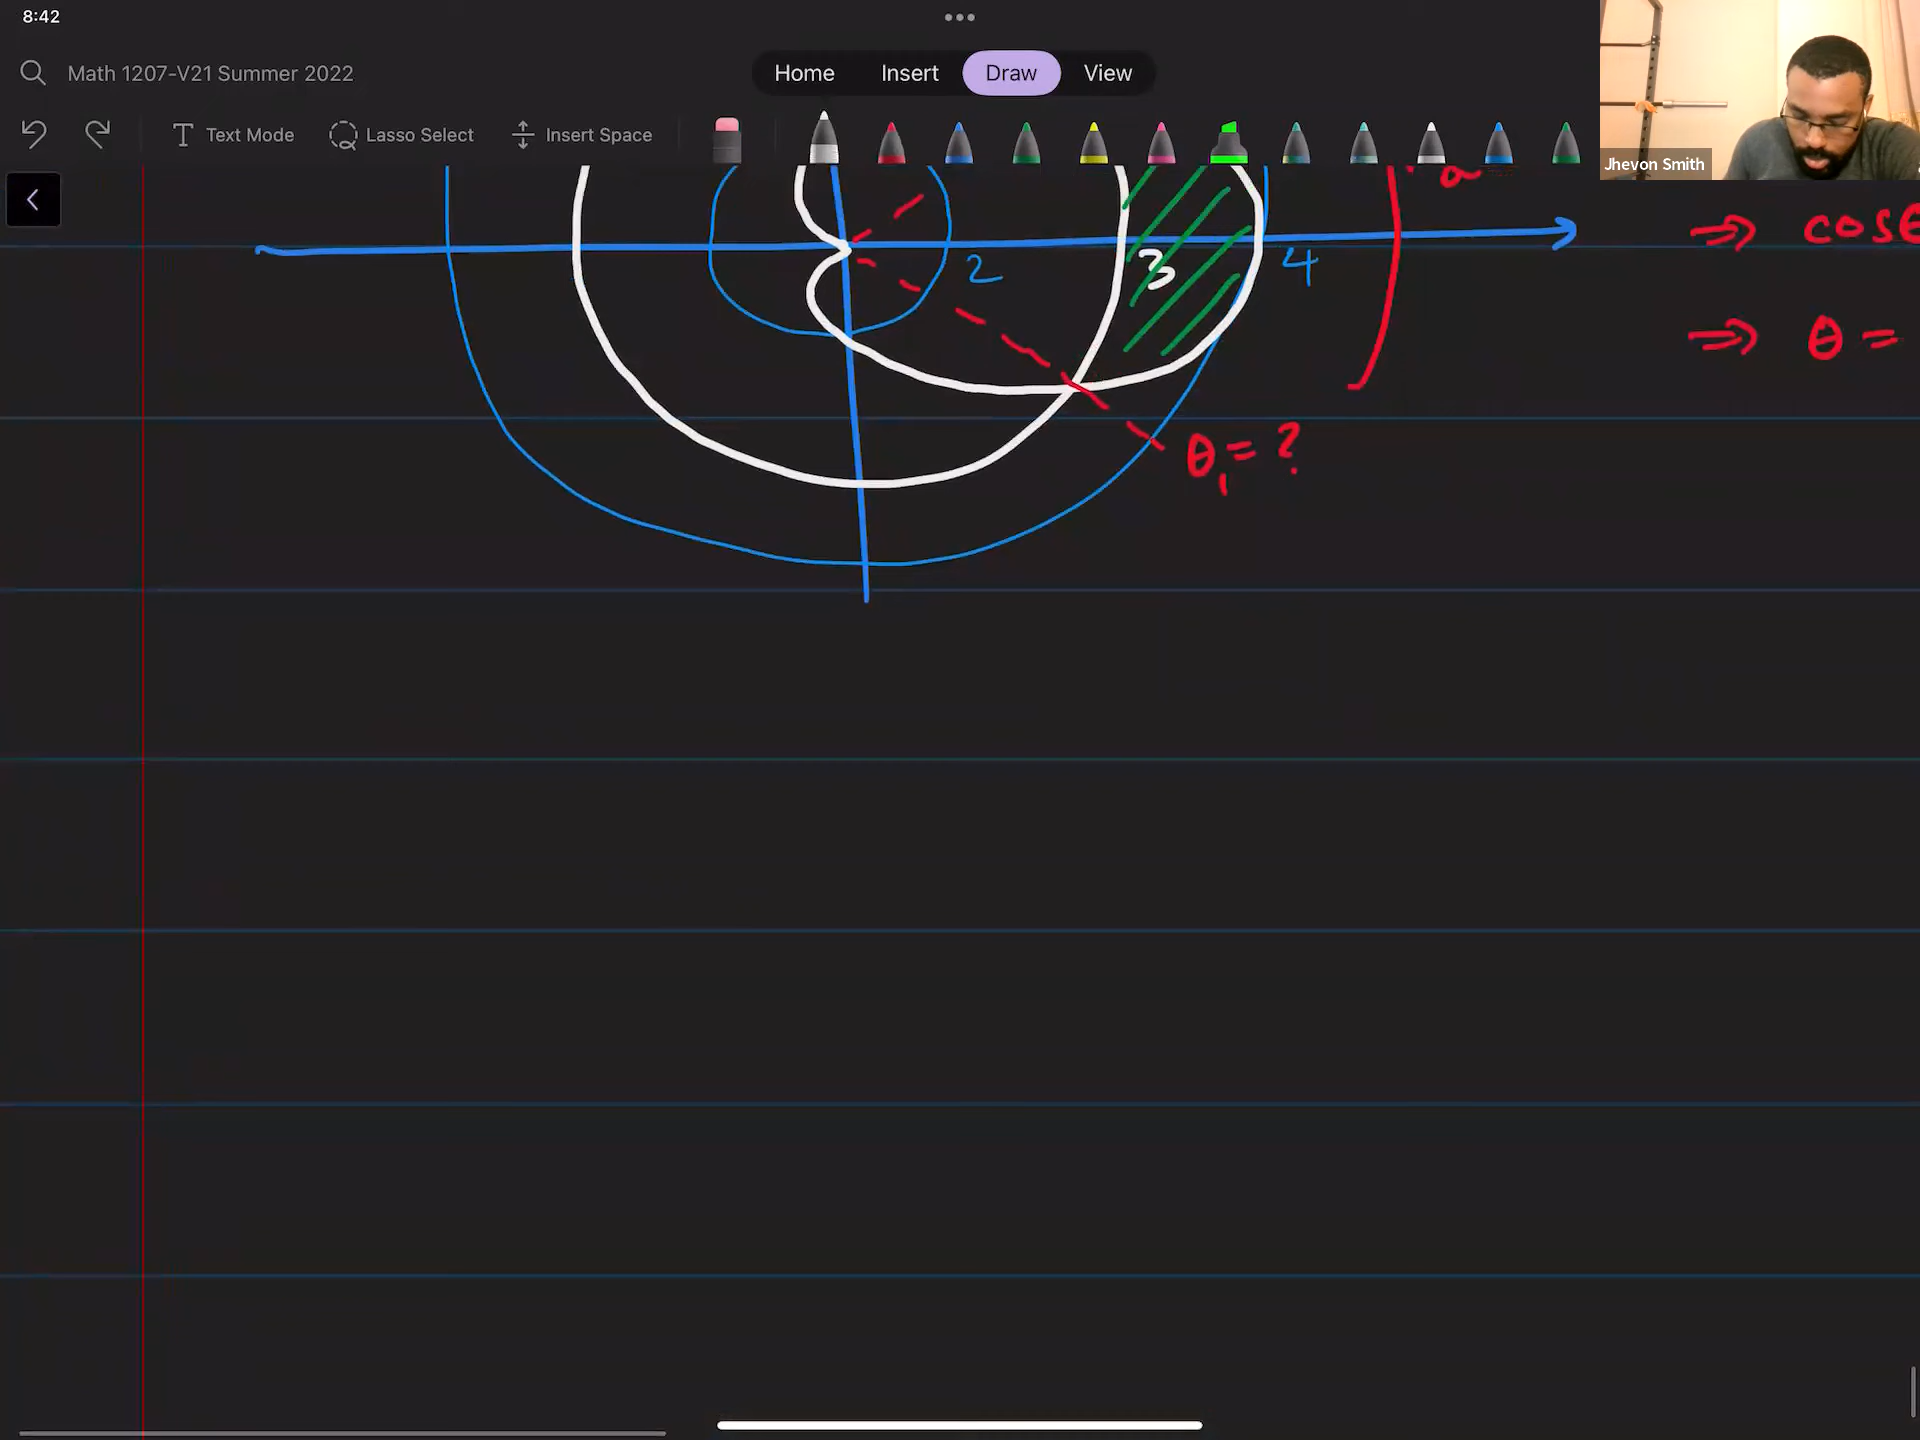 8:42
Math 1207-V21 Summer 2022
Home Insert Draw View
Text Mode Lasso Select Insert Space
Jhevon Smith
⇒ cosθ
2 3 4
⇒ θ =
θ₁ = ?